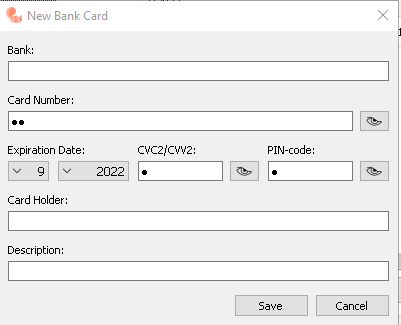 New Bank Card
Bank:
Card Number:
●●
Expiration Date: CVC2/CVV2: PIN-code:
9 2022 ● ●
Card Holder:
Description:
Save Cancel